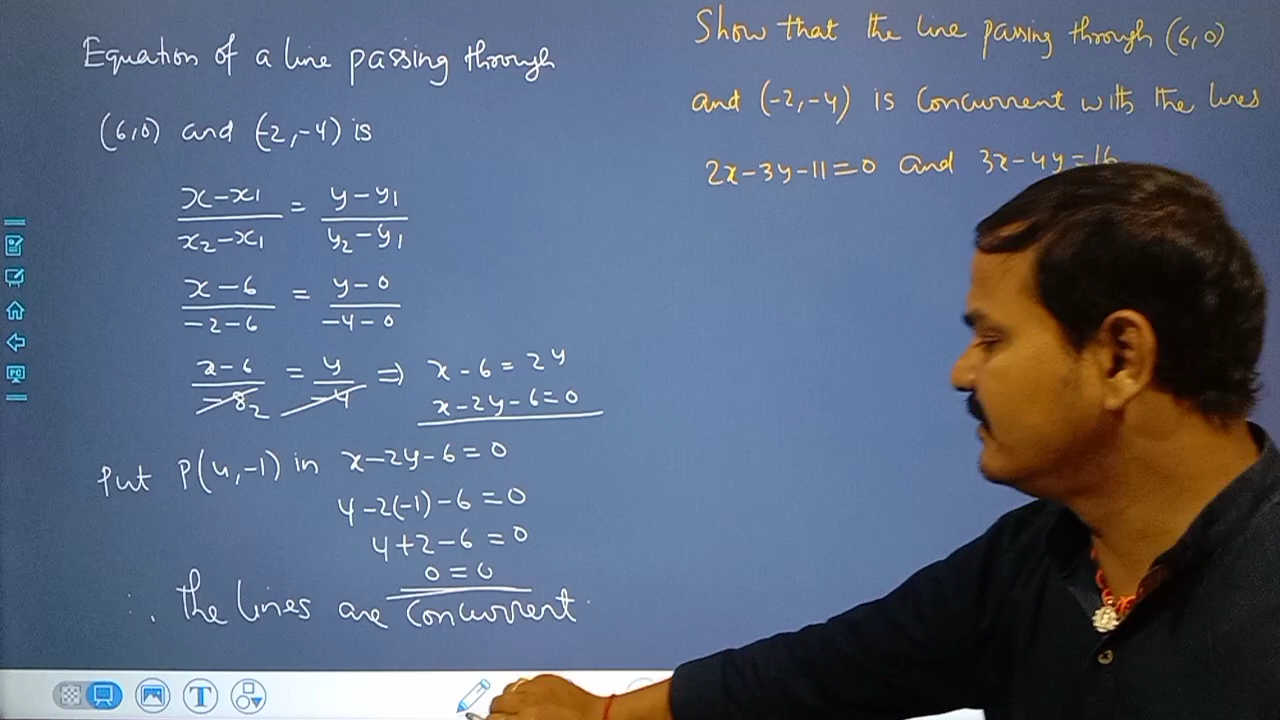 Equation of a line passing through
(6,0) and (-2,-4) is
x-x1/x2-x1 = y-y1/y2-y1
x-6/-2-6 = y-0/-4-0
x-6/-8 2 = y/-4 => x-6=2y
x-2y-6=0
Put P(4,-1) in x-2y-6=0
4-2(-1)-6=0
4+2-6=0
0=0
∴ the lines are concurrent.
Show that the line passing through (6,0)
and (-2,-4) is concurrent with the lines
2x-3y-11=0 and 3x-4y=16
T
PC